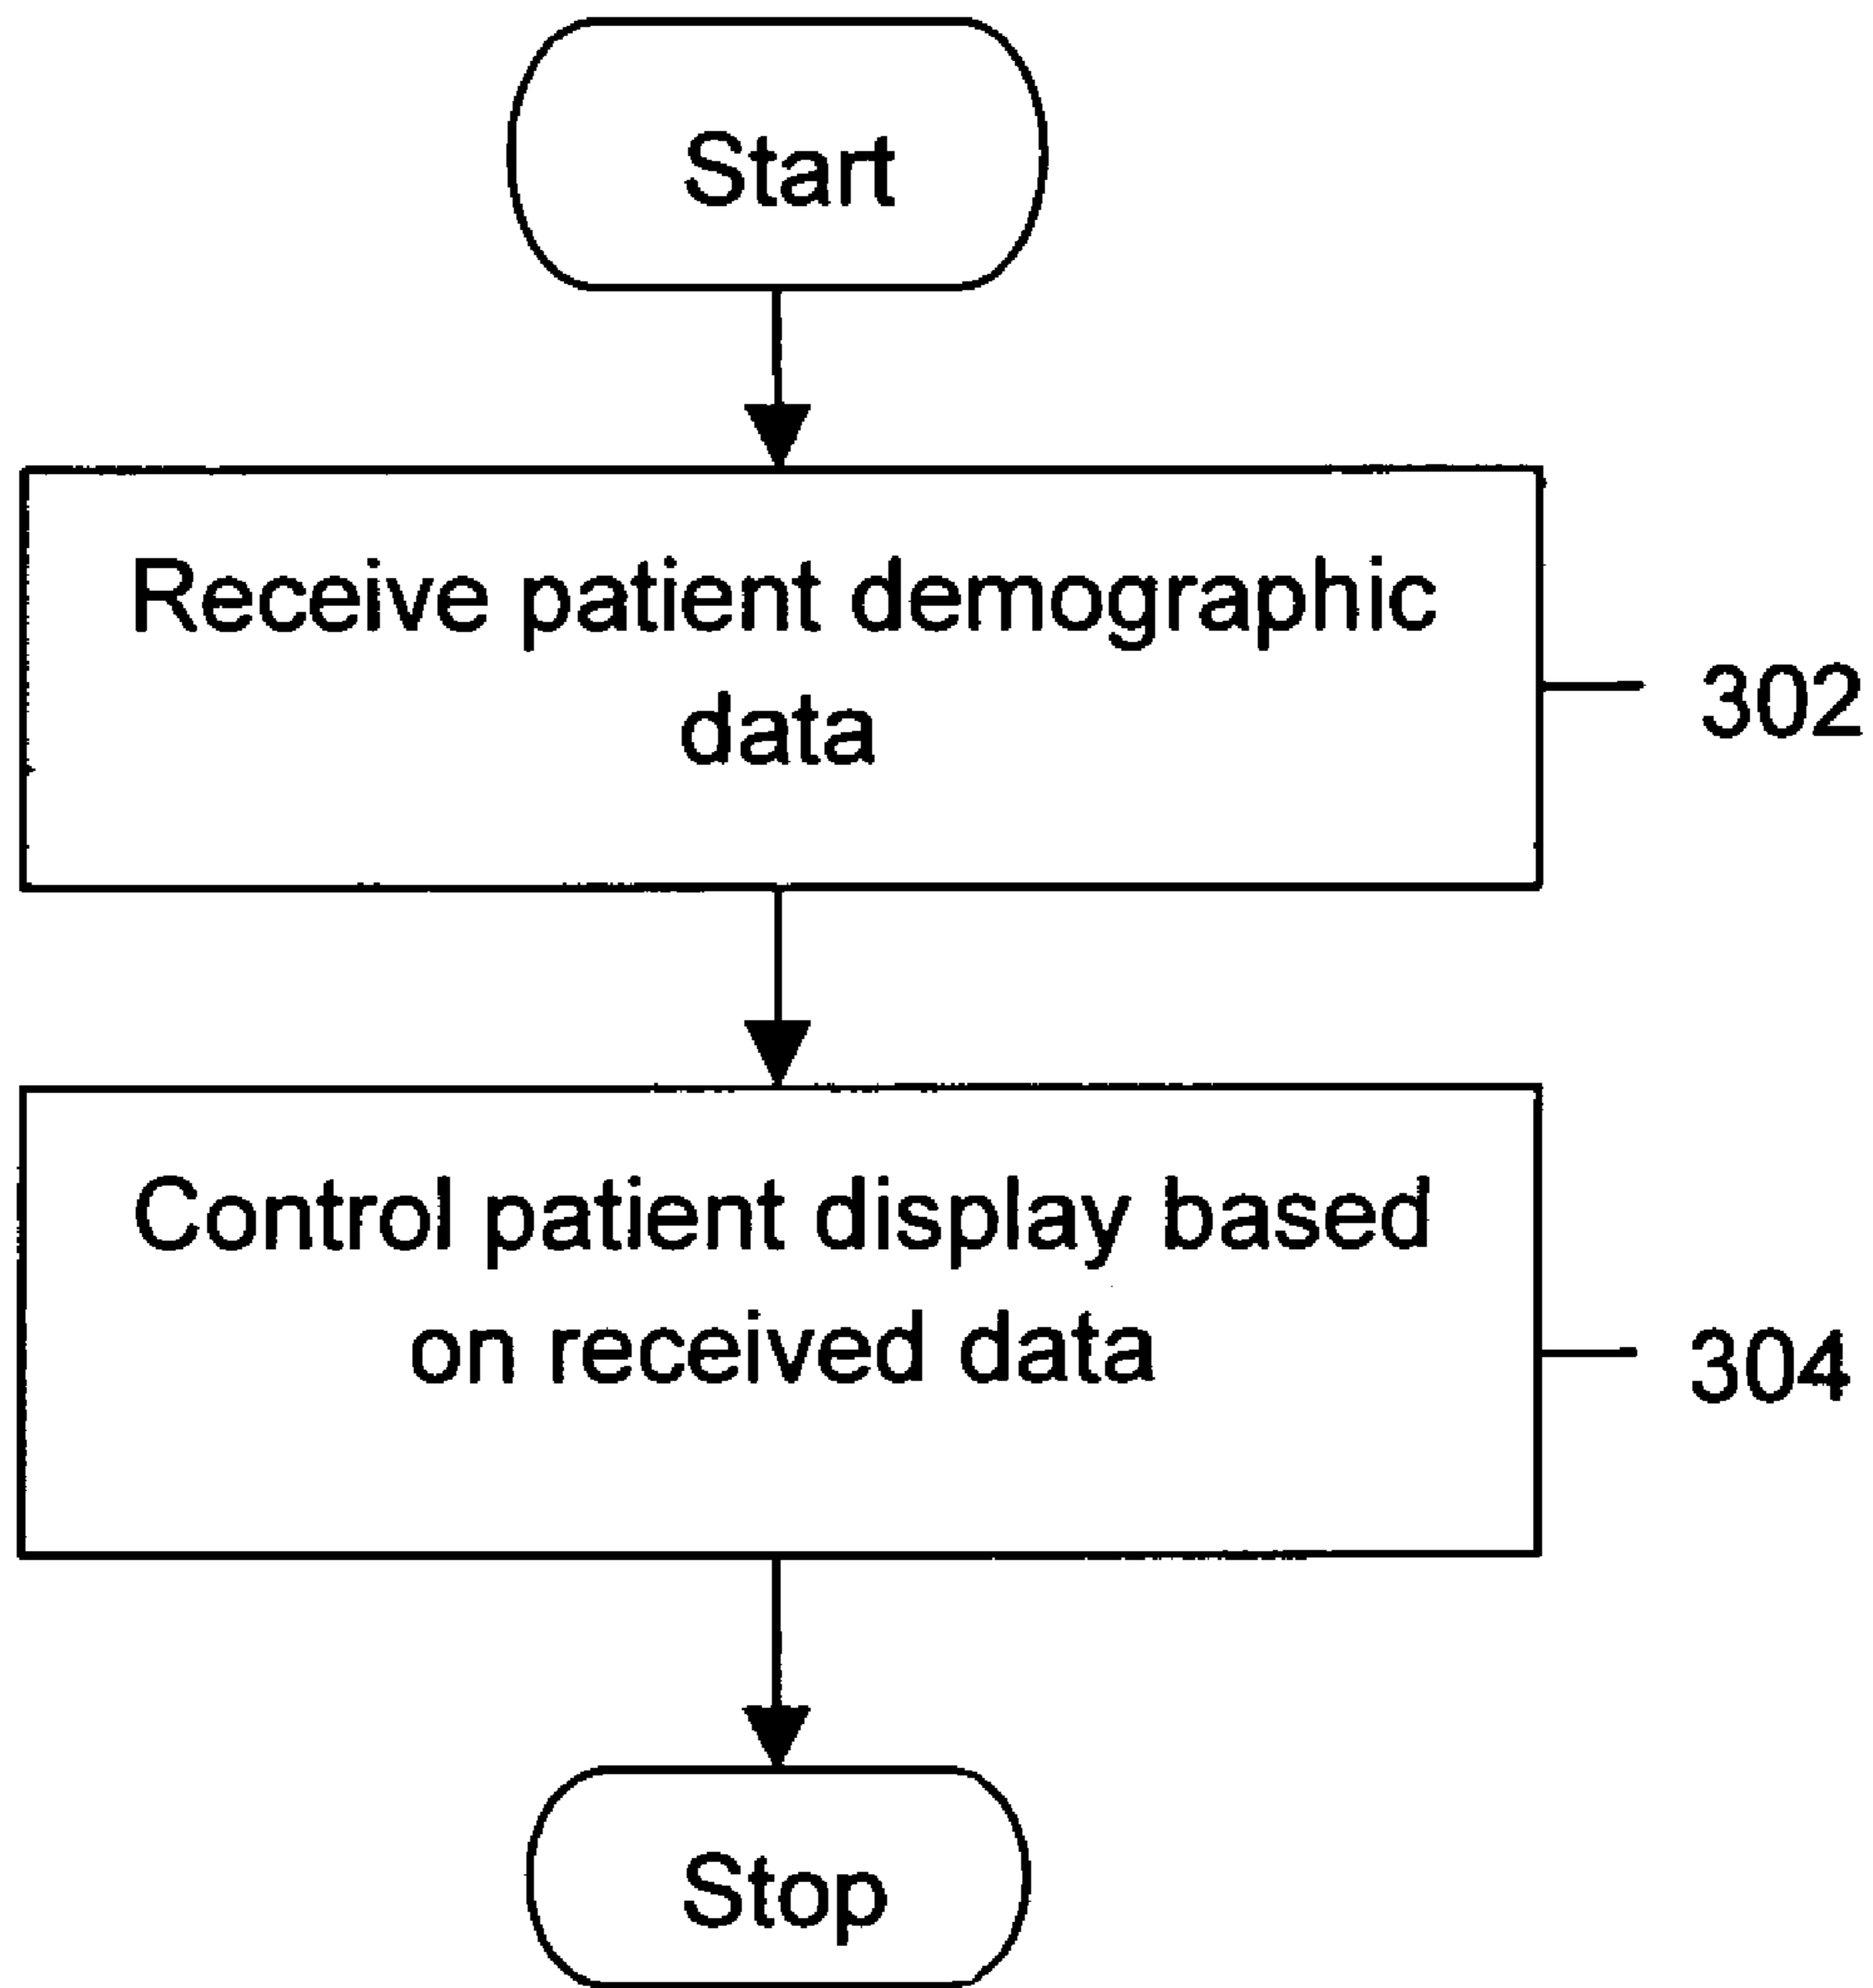 Start
Receive patient demographic
data
302
Control patient display based
on received data
304
Stop